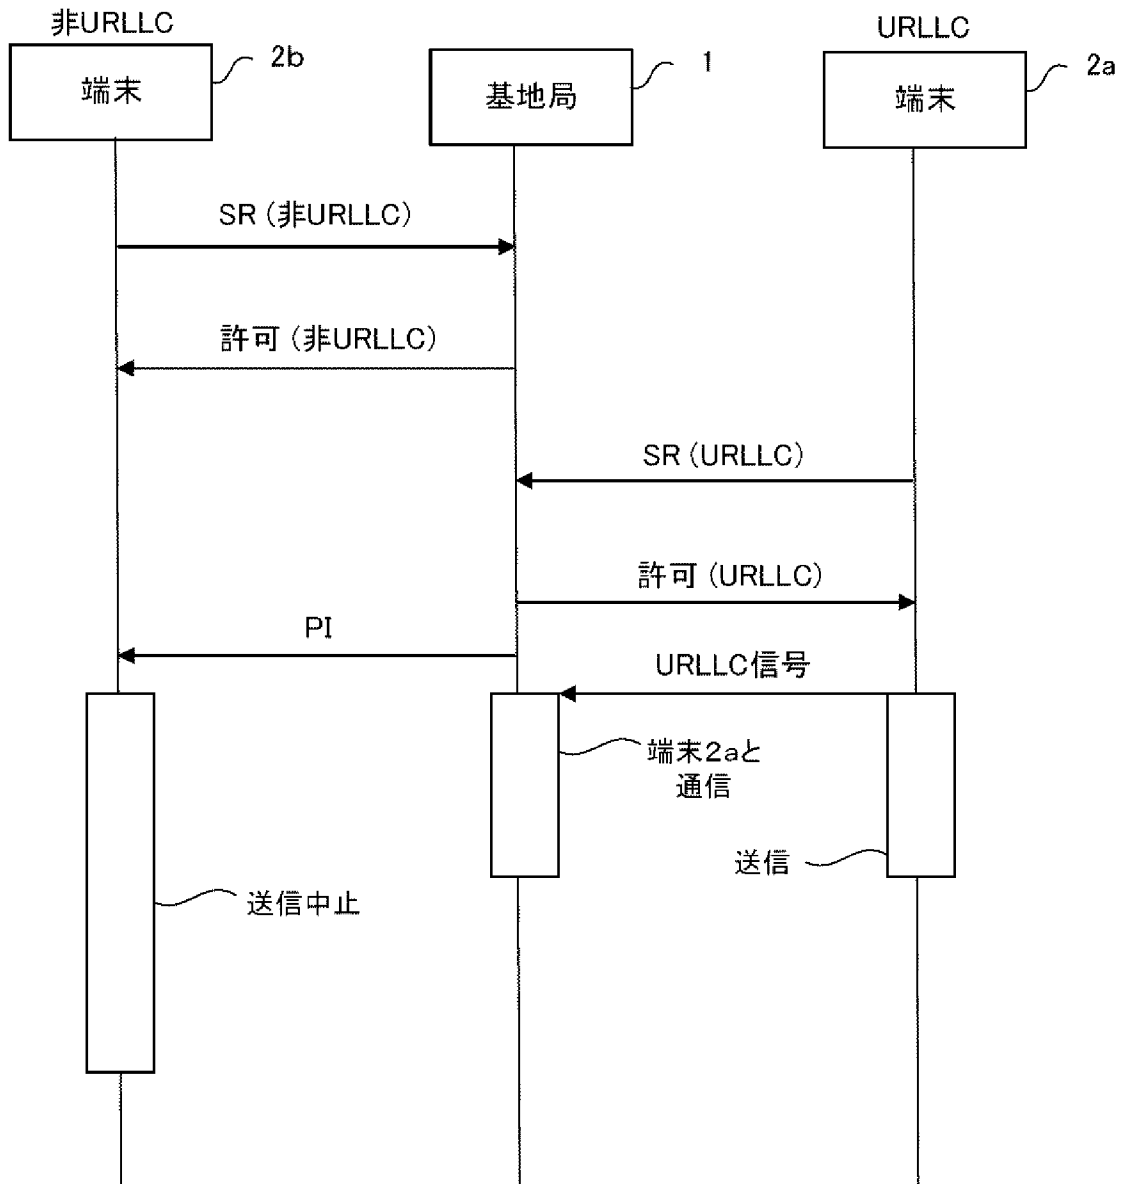 非URLLC
URLLC
端末
2b
基地局
1
端末
2a
SR (非URLLC)
許可 (非URLLC)
SR (URLLC)
許可 (URLLC)
PI
URLLC信号
端末2aと
通信
送信
送信中止